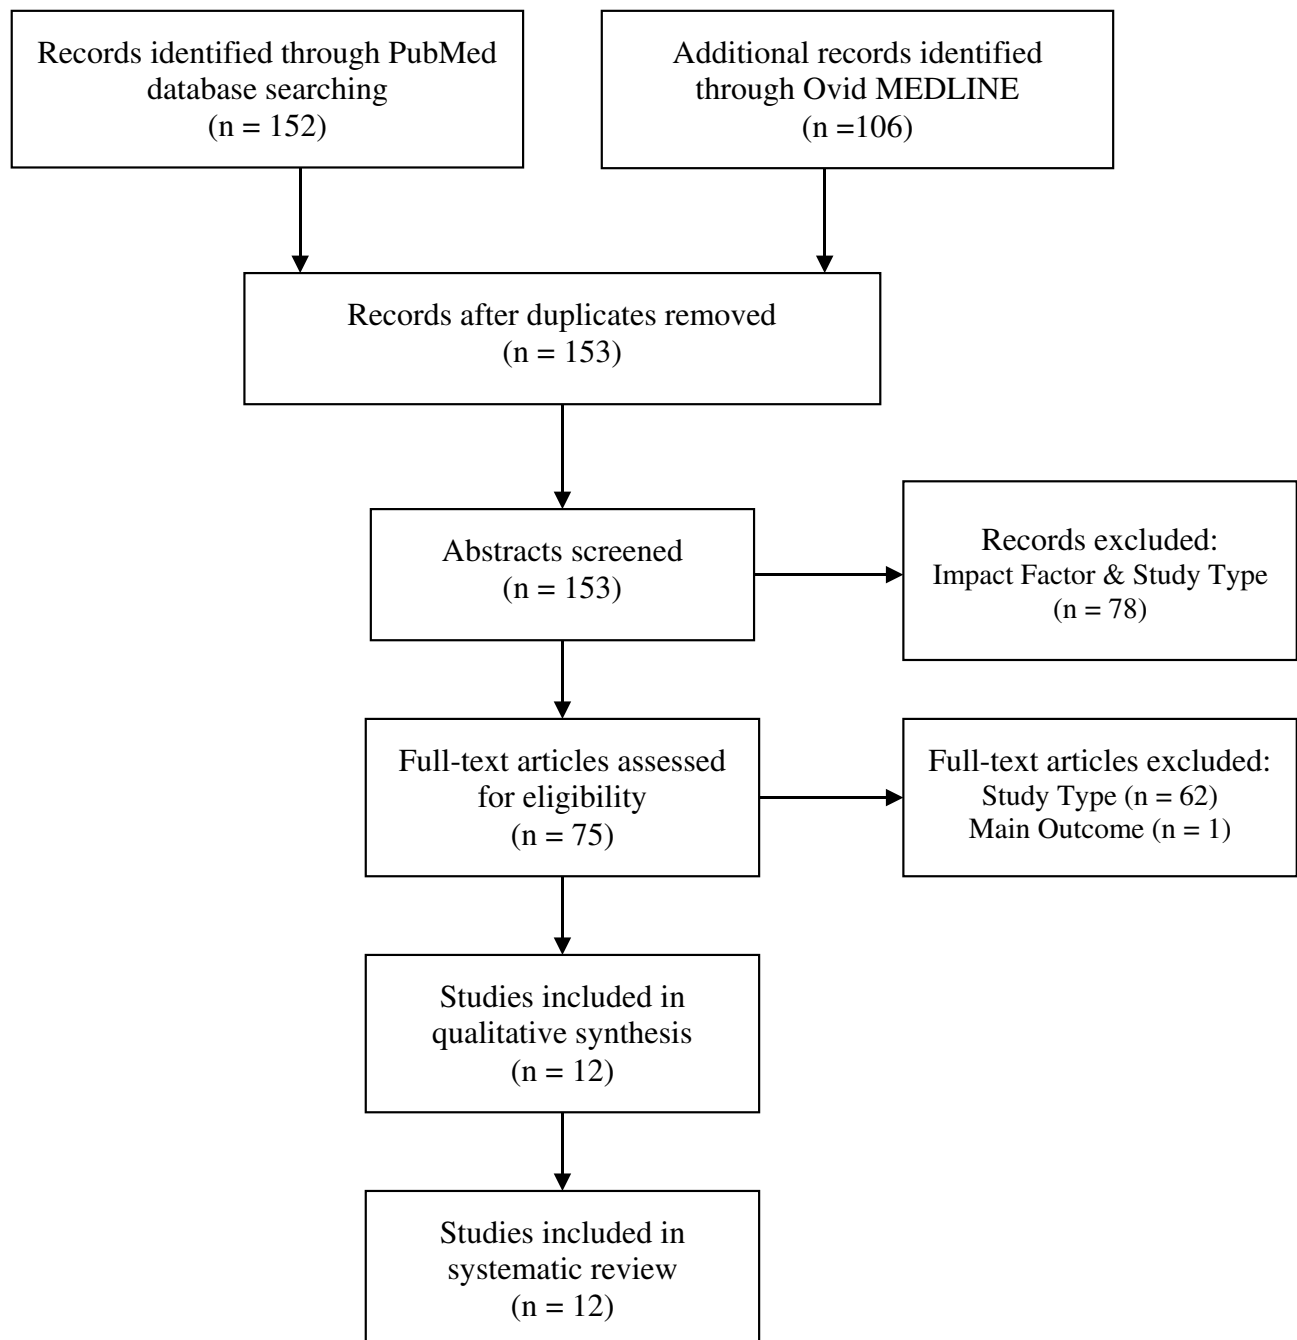 Records identified through PubMed
database searching
(n = 152)
Additional records identified
through Ovid MEDLINE
(n =106)
Records after duplicates removed
(n = 153)
Abstracts screened
(n = 153)
Records excluded:
Impact Factor & Study Type
(n = 78)
Full-text articles assessed
for eligibility
(n = 75)
Full-text articles excluded:
Study Type (n = 62)
Main Outcome (n = 1)
Studies included in
qualitative synthesis
(n = 12)
Studies included in
systematic review
(n = 12)